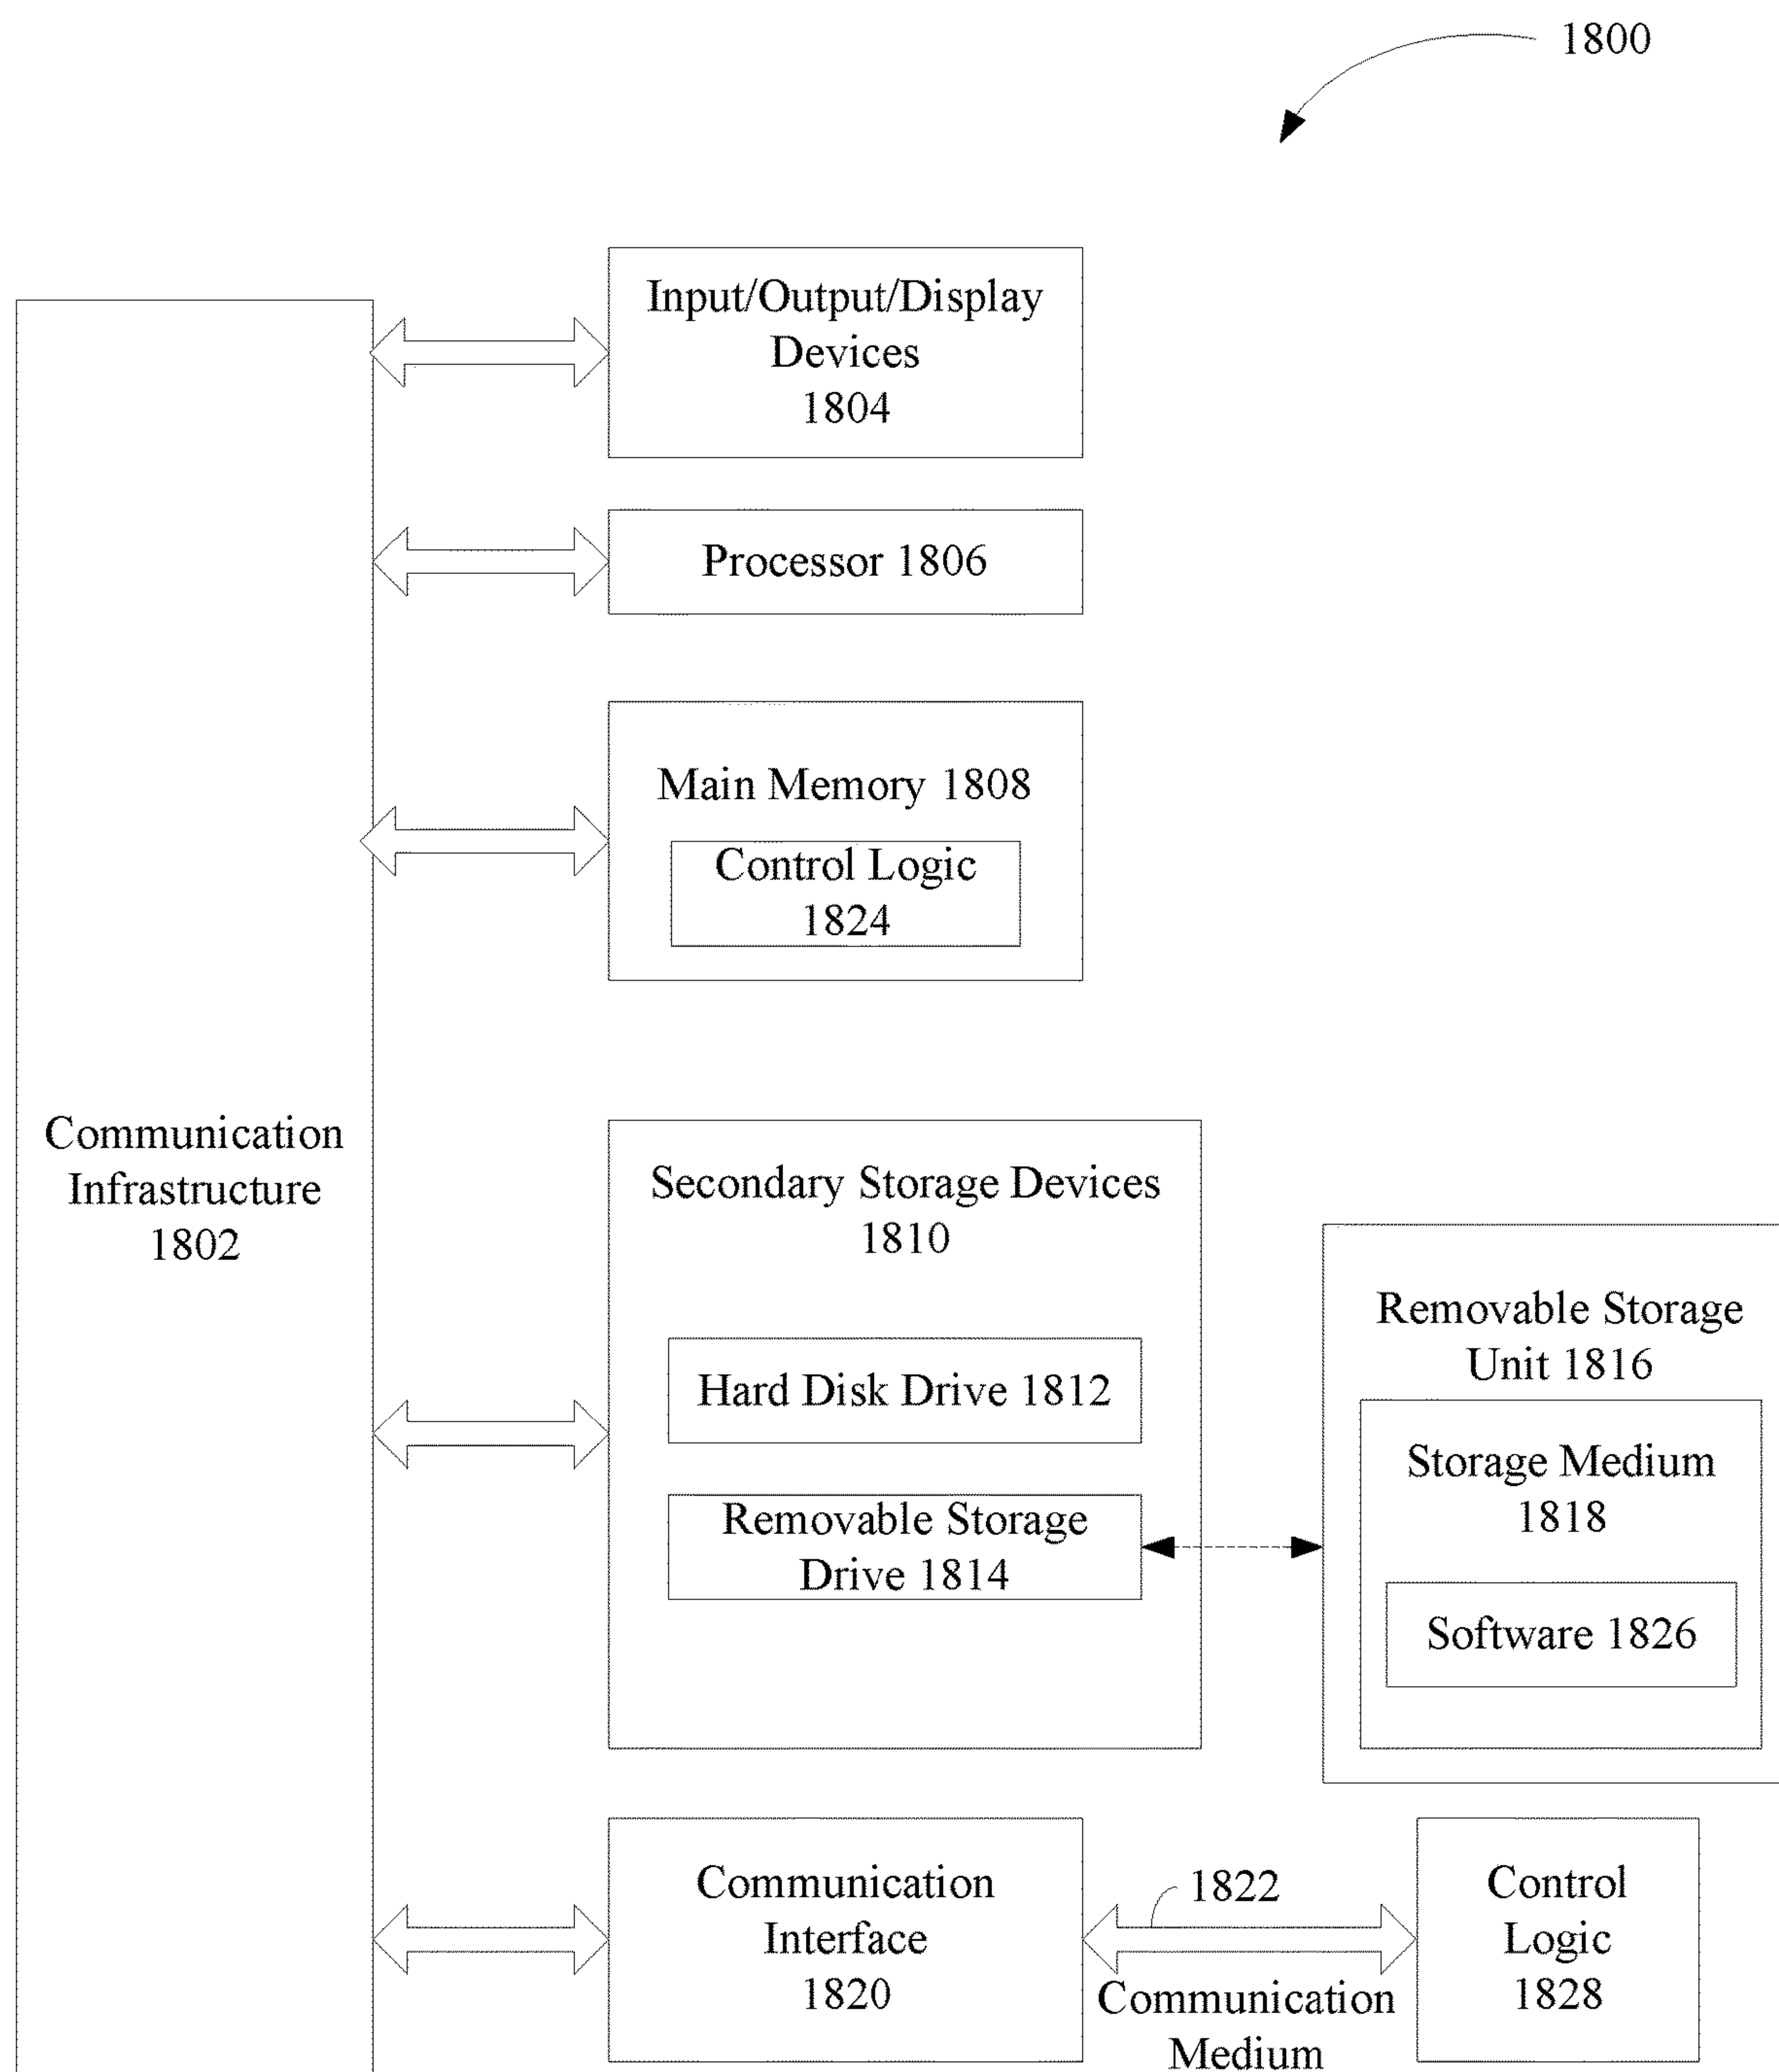 1800
Input/Output/Display
Devices
1804
Processor 1806
Main Memory 1808
Control Logic
1824
Communication
Infrastructure
1802
Secondary Storage Devices
1810
Hard Disk Drive 1812
Removable Storage
Drive 1814
Removable Storage
Unit 1816
Storage Medium
1818
Software 1826
Communication
Interface
1820
1822
Communication
Medium
Control
Logic
1828